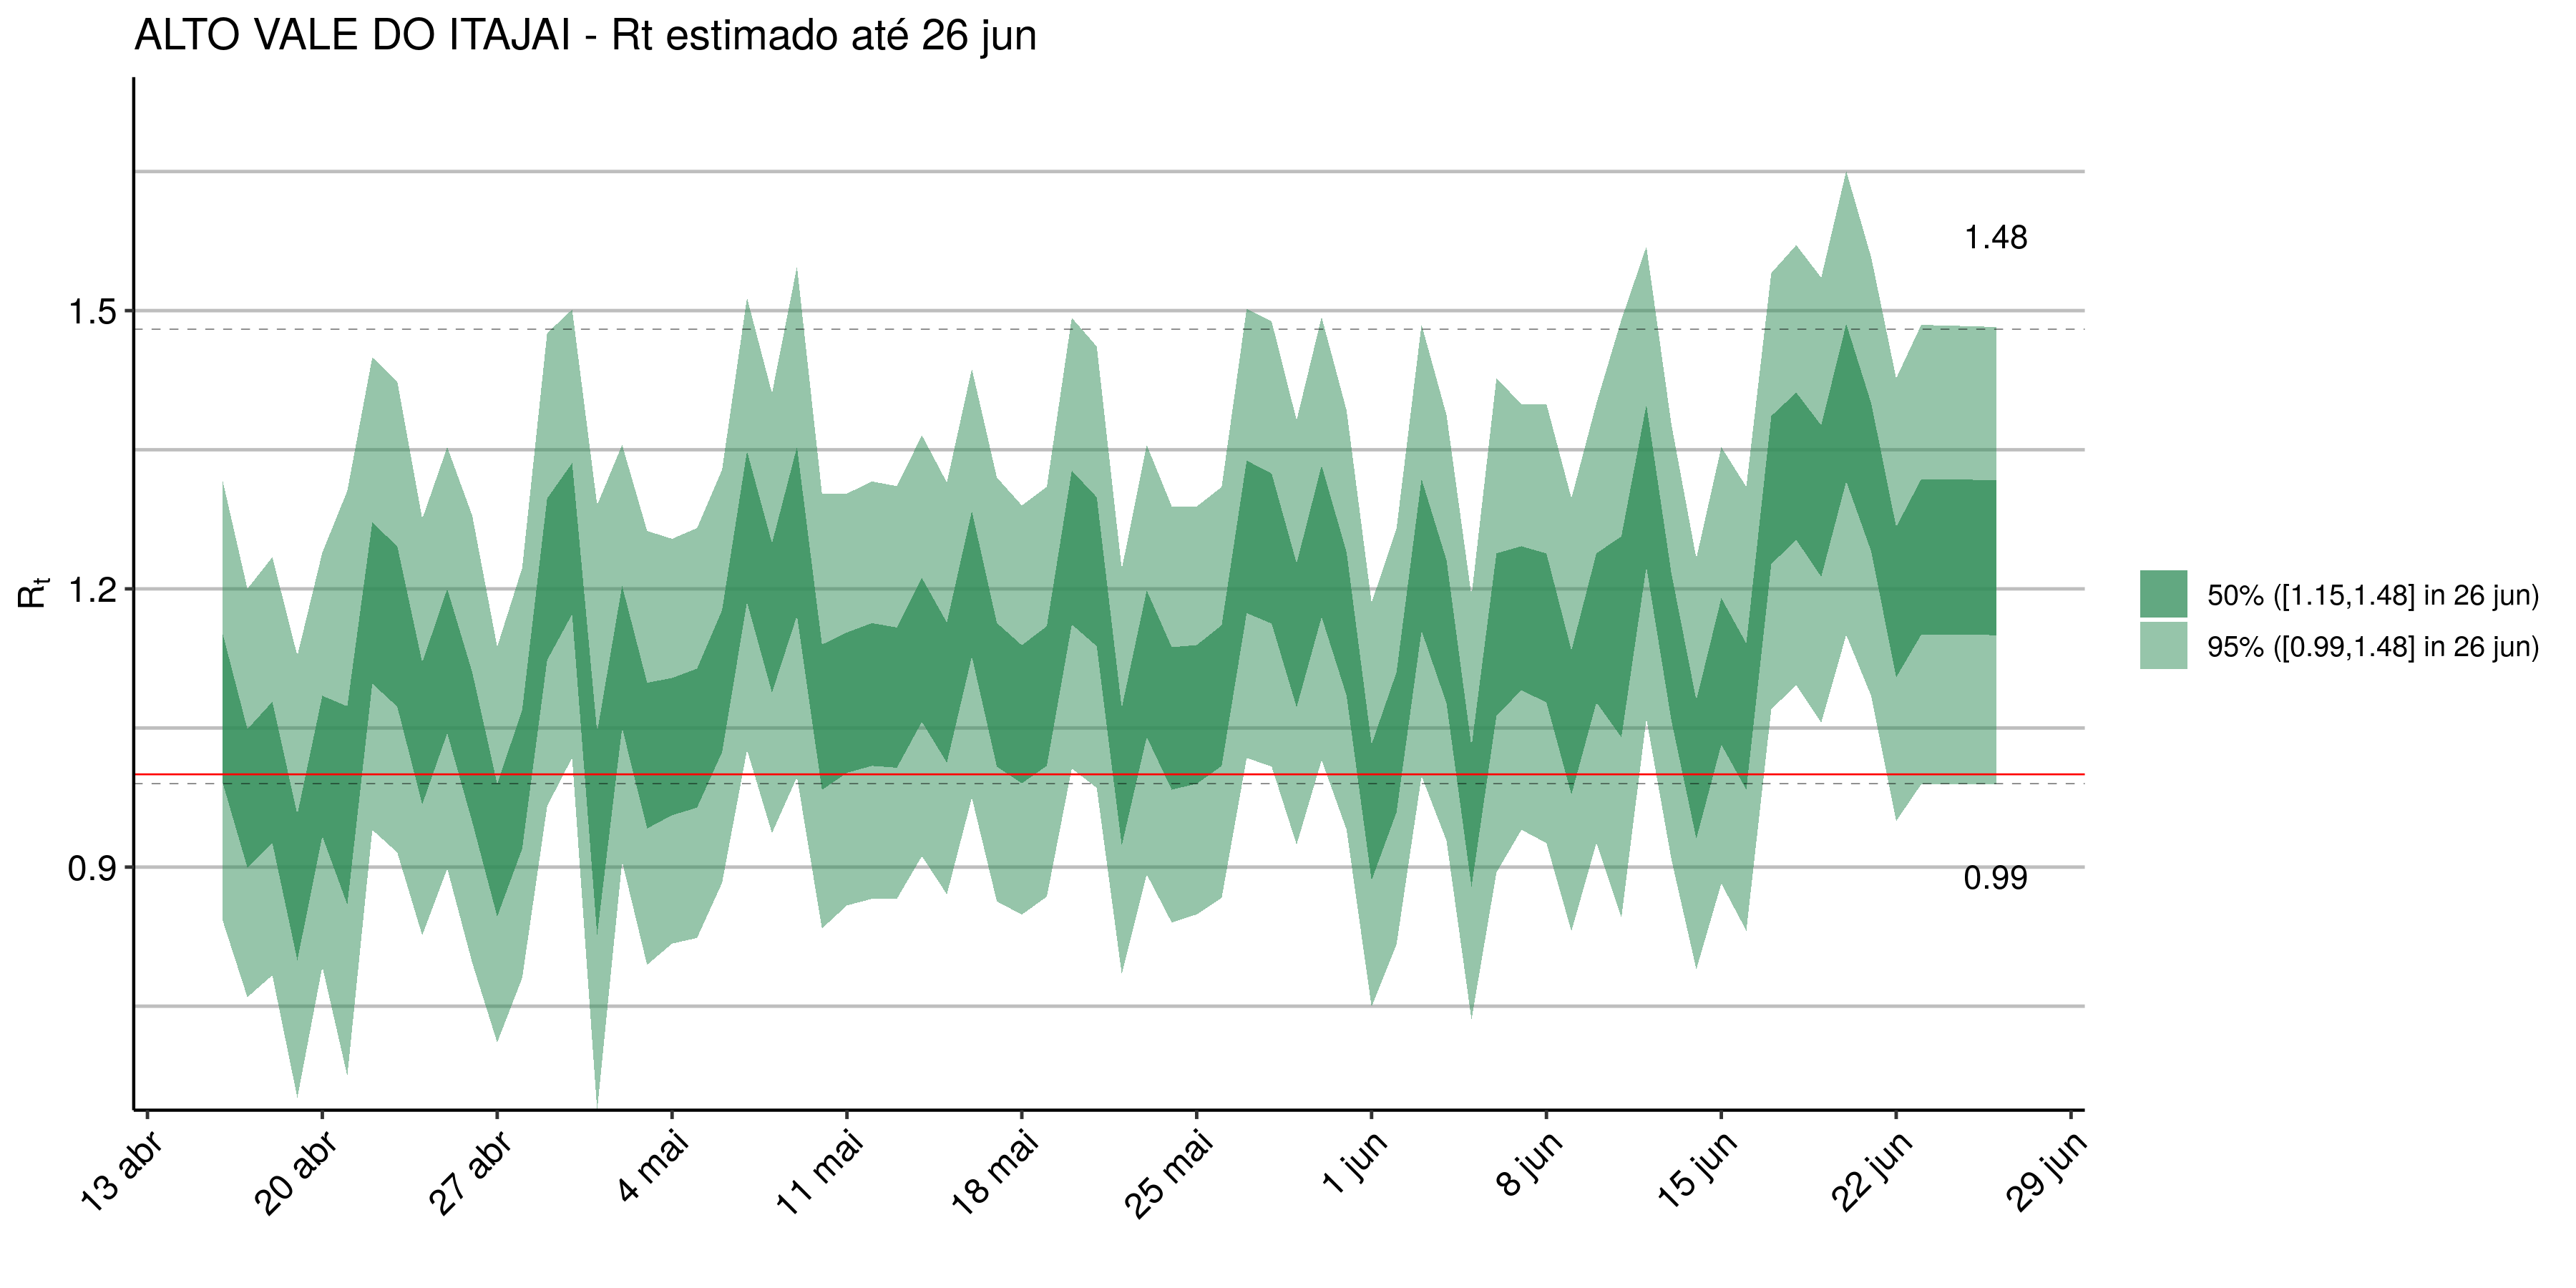 ALTO VALE DO ITAJAI - Rt estimado até 26 jun
1.48
1.5
1.2
0.9
0.99
Rt
50% ([1.15,1.48] in 26 jun)
95% ([0.99,1.48] in 26 jun)
13 abr
20 abr
27 abr
4 mai
11 mai
18 mai
25 mai
1 jun
8 jun
15 jun
22 jun
29 jun